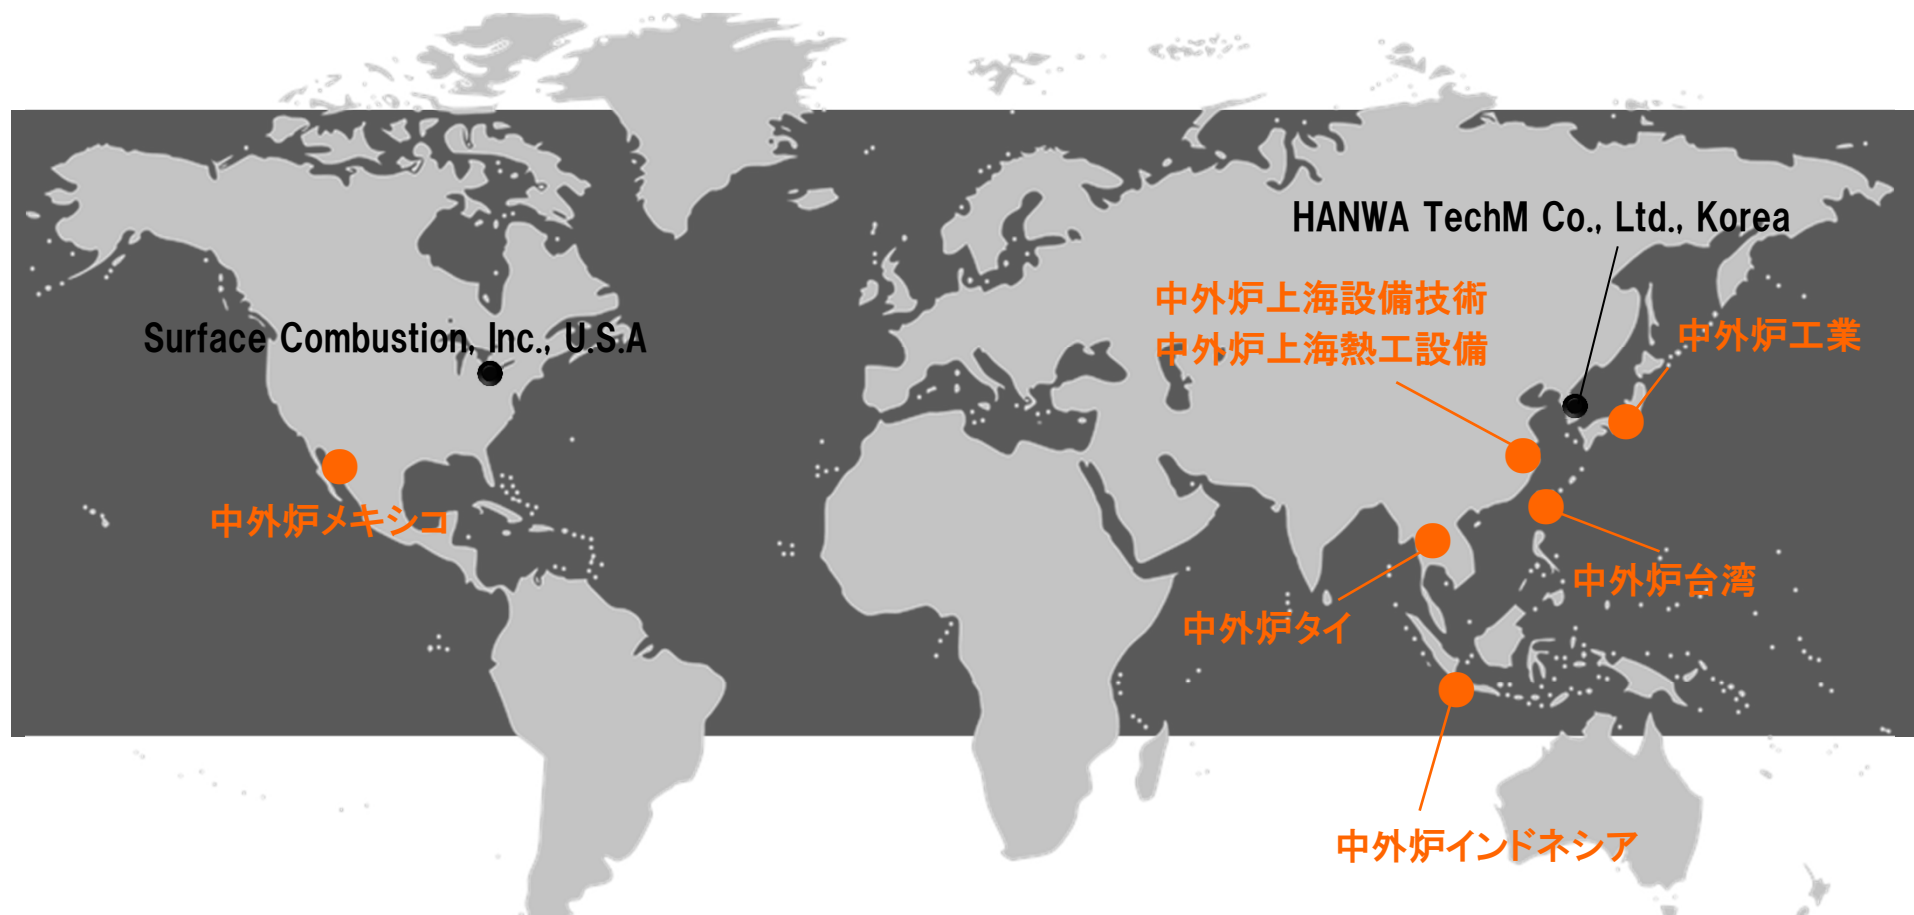 HANWA TechM Co., Ltd., Korea
中外炉上海設備技術
中外炉上海熱工設備
中外炉工業
Surface Combustion, Inc., U.S.A
中外炉メキシコ
中外炉台湾
中外炉タイ
中外炉インドネシア